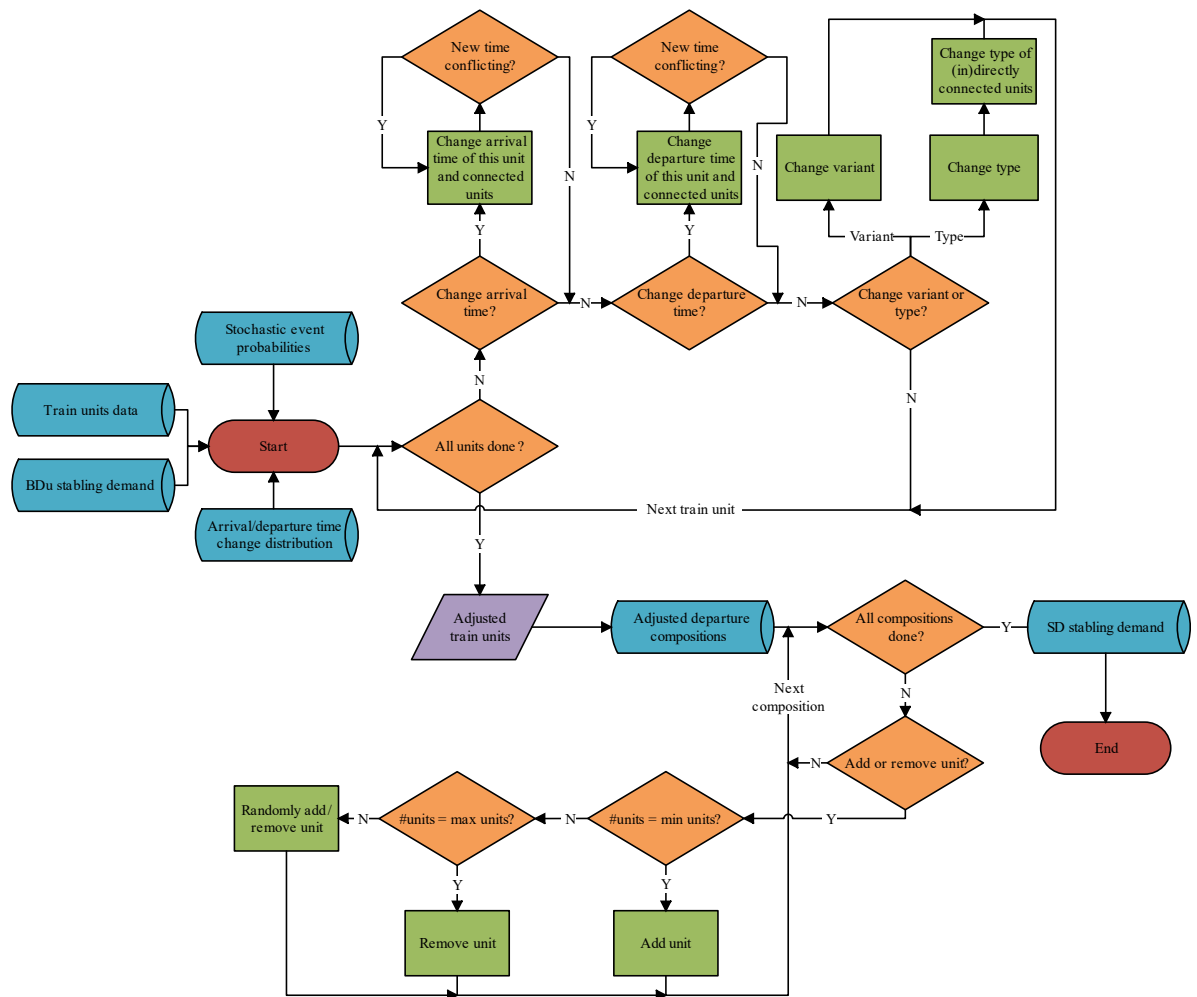 New time
conflicting?
New time
conflicting?
Change type of
(in)directly
connected units
Y
Y
Change arrival
time of this unit
and connected
units
N
Change
departure time
of this unit and
connected units
N
Change variant
Change type
Y
Y
Variant
Type
Change arrival
time?
N
Change departure
time?
N
Change variant or
type?
Stochastic event
probabilities
N
N
Train units data
Start
All units done ?
BDu stabling demand
Arrival/departure time
change distribution
Next train unit
Y
Adjusted
train units
Adjusted departure
compositions
All compositions
done?
Y
SD stabling demand
Next
composition
N
N
Add or remove unit?
End
Randomly add /
remove unit
N
#units = max units?
N
#units = min units?
Y
Y
Y
Remove unit
Add unit